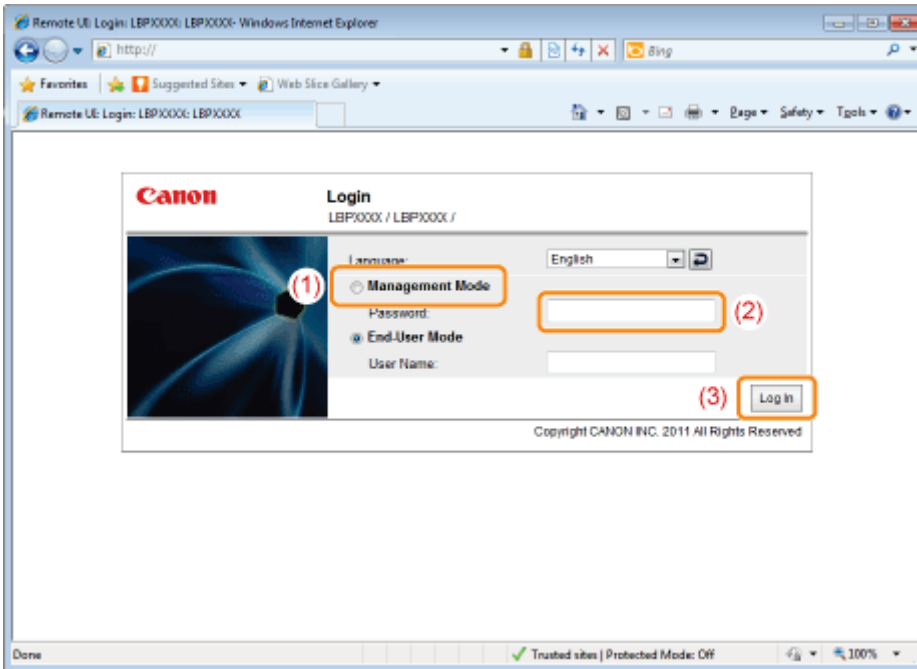 Remote UI: Login: LBPXXXX: LBPXXXX- Windows Internet Explorer
http://
Bing
Favorites Suggested Sites Web Slice Gallery
Remote UI: Login: LBPXXXX: LBPXXXX
Page Safety Tools
Canon Login
LBPXXXX / LBPXXXX /
Language: English
(1) Management Mode
Password: (2)
End-User Mode
User Name:
(3) Log In
Copyright CANON INC. 2011 All Rights Reserved
Done Trusted sites | Protected Mode: Off 100%